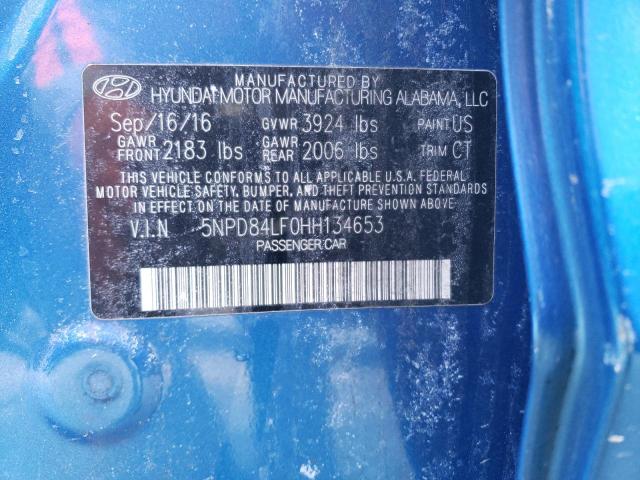 MANUFACTURED BY
HYUNDAI MOTOR MANUFACTURING ALABAMA, LLC
Sep/16/16 GVWR 3924 lbs PAINT US
GAWR FRONT 2183 lbs GAWR REAR 2006 lbs TRIM CT
THIS VEHICLE CONFORMS TO ALL APPLICABLE U.S.A. FEDERAL
MOTOR VEHICLE SAFETY, BUMPER, AND THEFT PREVENTION STANDARDS
IN EFFECT ON THE DATE OF MANUFACTURE SHOWN ABOVE.
V.I.N 5NPD84LF0HH134653
PASSENGER CAR